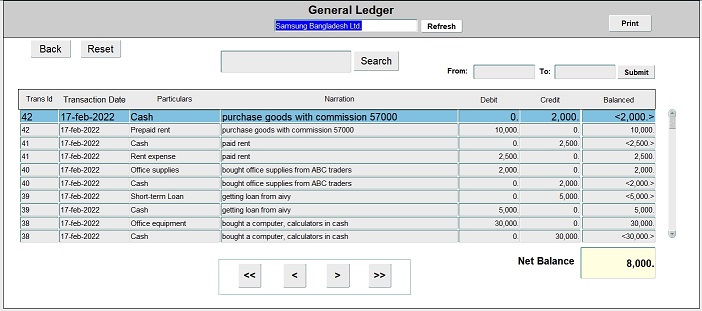 General Ledger
Samsung Bangladesh Ltd. Refresh Print
Back Reset
Search
From: To: Submit
Trans Id Transaction Date Particulars Narration Debit Credit Balanced
42 17-feb-2022 Cash purchase goods with commission 57000 0. 2,000. <2,000.>
42 17-feb-2022 Prepaid rent purchase goods with commission 57000 10,000. 0. 10,000.
41 17-feb-2022 Cash paid rent 0. 2,500. <2,500.>
41 17-feb-2022 Rent expense paid rent 2,500. 0. 2,500.
40 17-feb-2022 Office supplies bought office supplies from ABC traders 2,000. 0. 2,000.
40 17-feb-2022 Cash bought office supplies from ABC traders 0. 2,000. <2,000.>
39 17-feb-2022 Short-term Loan getting loan from aivy 0. 5,000. <5,000.>
39 17-feb-2022 Cash getting loan from aivy 5,000. 0. 5,000.
38 17-feb-2022 Office equipment bought a computer, calculators in cash 30,000. 0. 30,000.
38 17-feb-2022 Cash bought a computer, calculators in cash 0. 30,000. <30,000.>
Net Balance 8,000.
<< < > >>